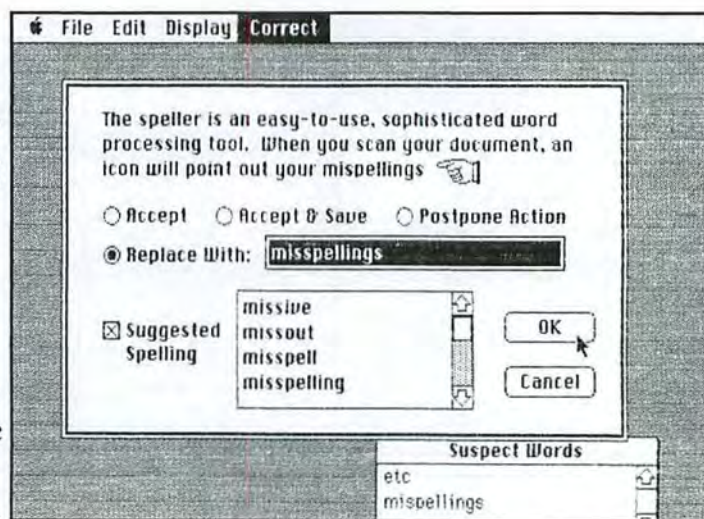 File Edit Display Correct
The speller is an easy-to-use, sophisticated word
processing tool. When you scan your document, an
icon will point out your mispellings
Accept Accept & Save Postpone Action
Replace With: misspellings
Suggested
Spelling
missive
missout
misspell
misspelling
OK
Cancel
Suspect Words
etc
mispellings